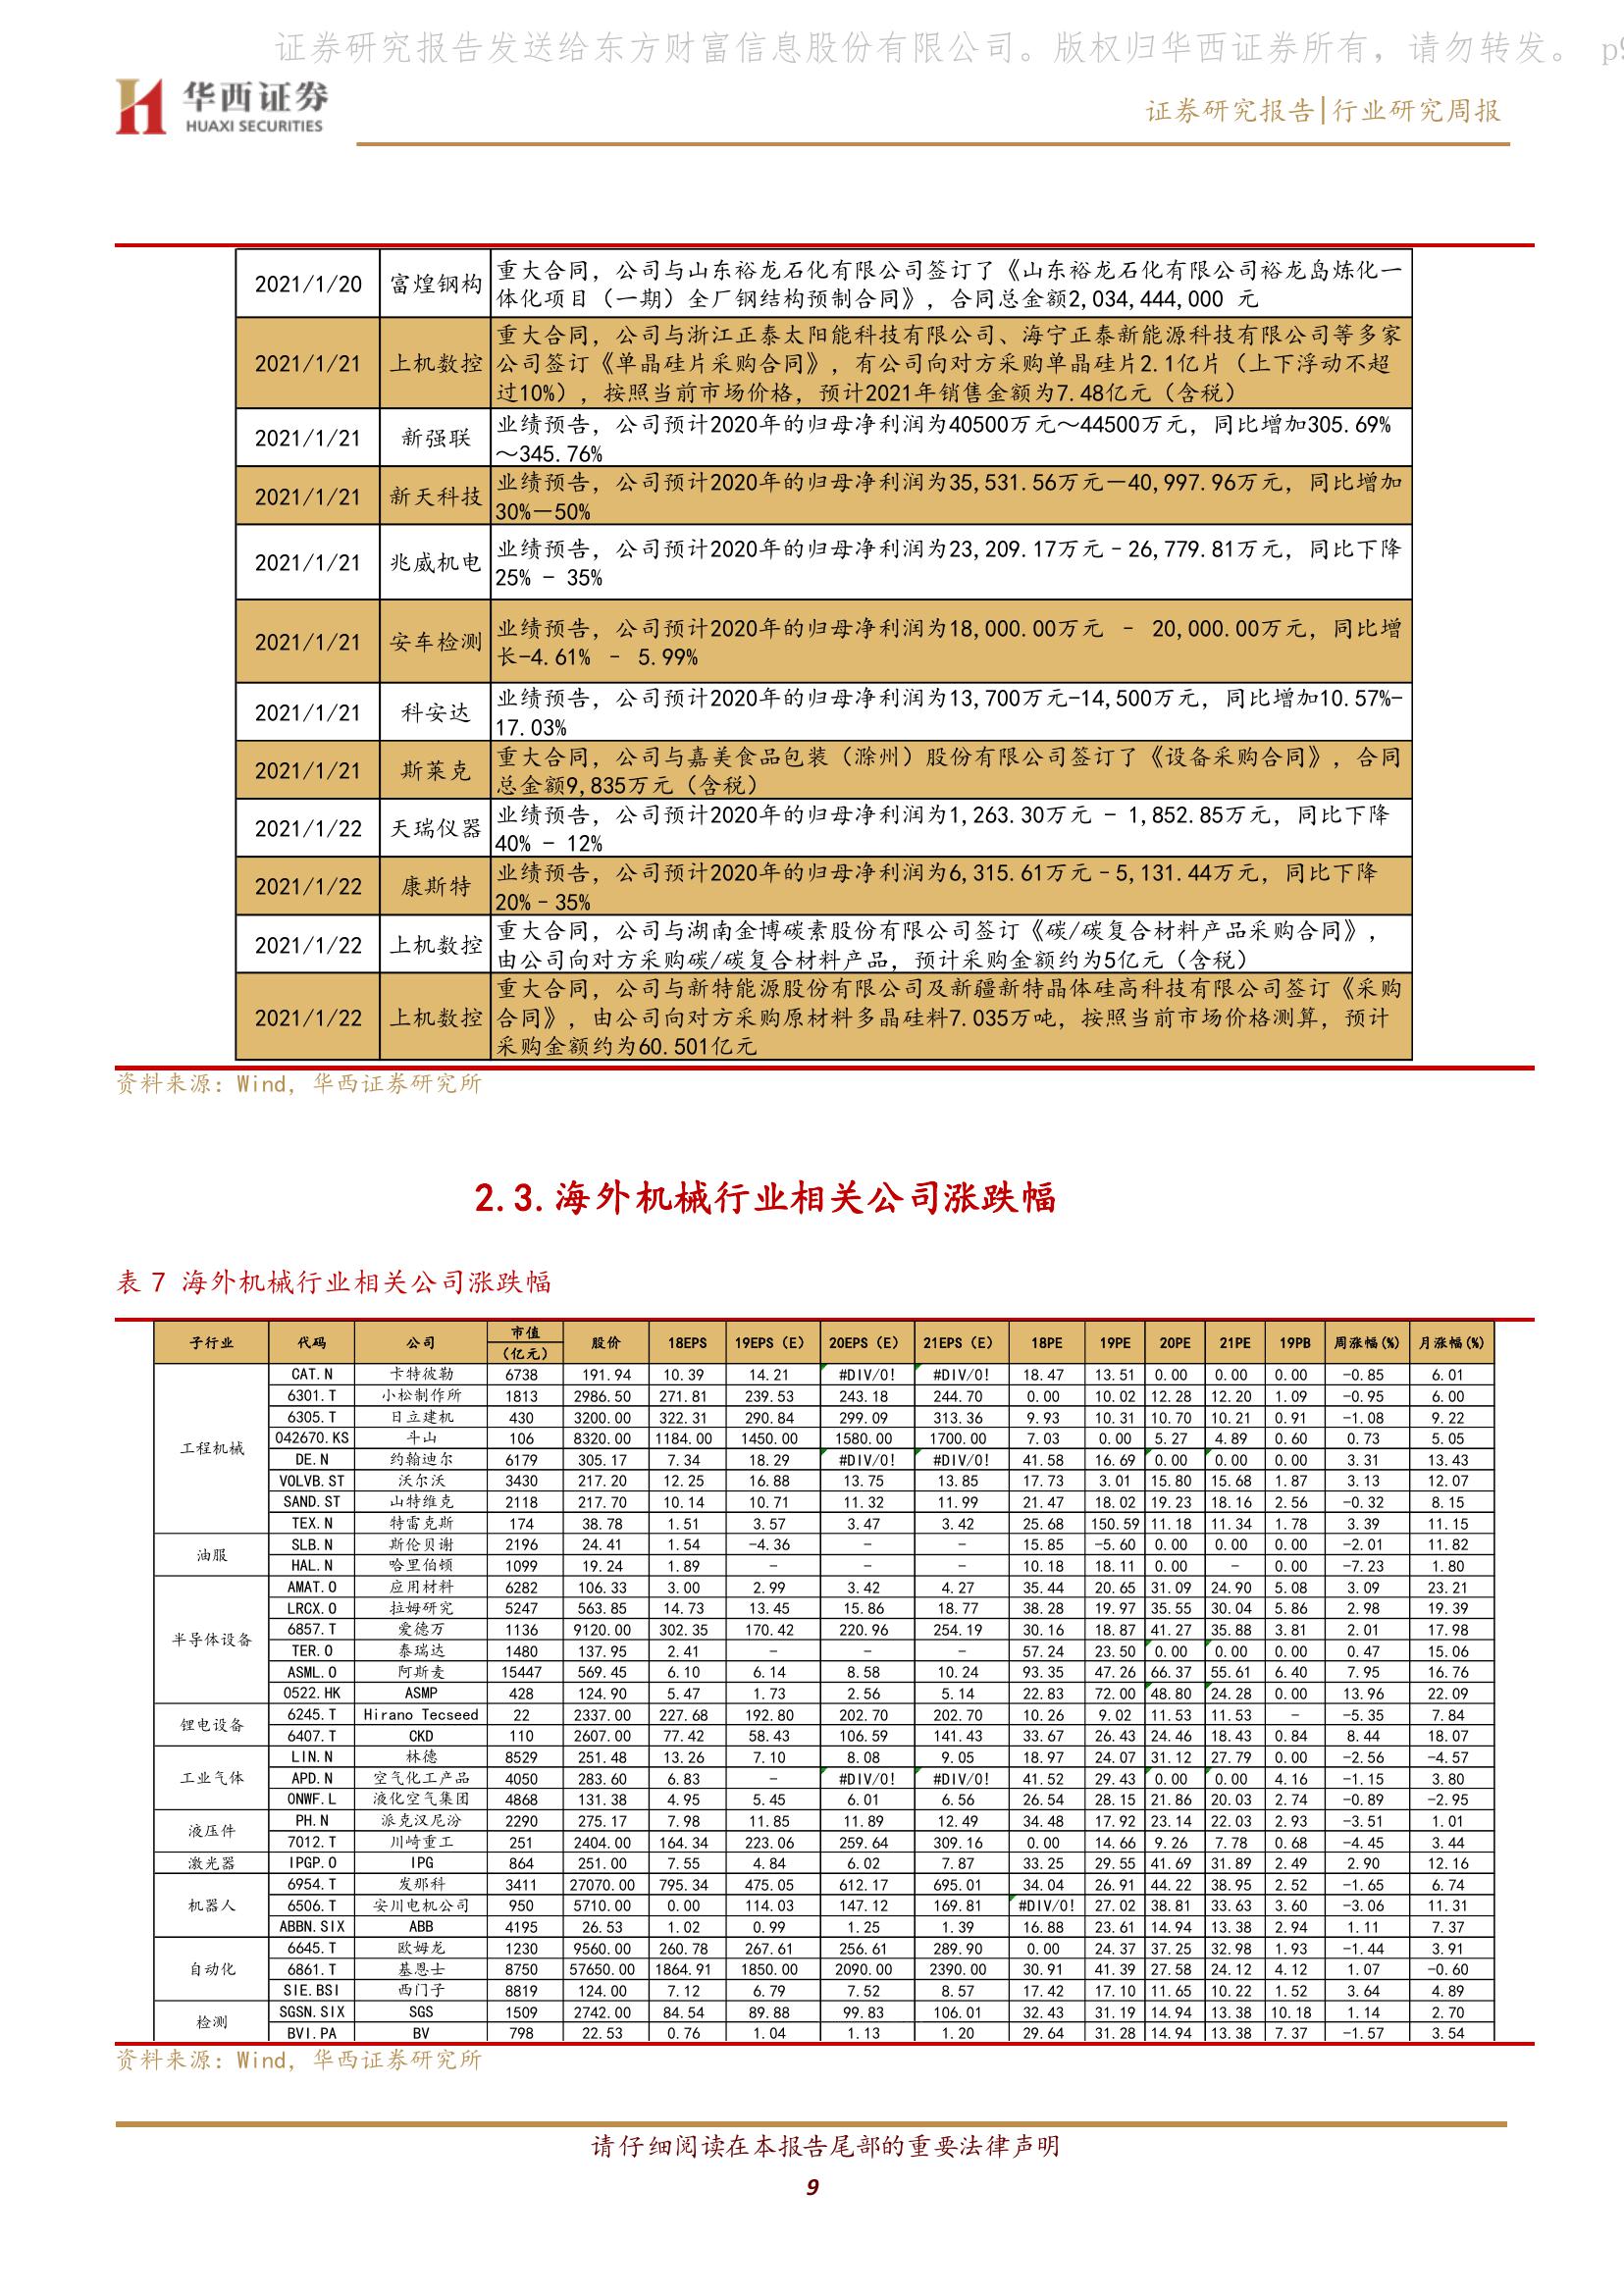 证券研究报告发送给东方财富信息股份有限公司。版权归华西证券所有，请勿转发。 p9
华西证券
HUAXI SECURITIES
证券研究报告|行业研究周报
2021/1/20 富煌钢构 重大合同，公司与山东裕龙石化有限公司签订了《山东裕龙石化有限公司裕龙岛炼化一
体化项目（一期）全厂钢结构预制合同》，合同总金额2,034,444,000 元
2021/1/21 上机数控 重大合同，公司与浙江正泰太阳能科技有限公司、海宁正泰新能源科技有限公司等多家
公司签订《单晶硅片采购合同》，有公司向对方采购单晶硅片2.1亿片（上下浮动不超
过10%），按照当前市场价格，预计2021年销售金额为7.48亿元（含税）
2021/1/21 新强联 业绩预告，公司预计2020年的归母净利润为40500万元～44500万元，同比增加305.69%
～345.76%
2021/1/21 新天科技 业绩预告，公司预计2020年的归母净利润为35,531.56万元—40,997.96万元，同比增加
30%—50%
2021/1/21 兆威机电 业绩预告，公司预计2020年的归母净利润为23,209.17万元–26,779.81万元，同比下降
25% – 35%
2021/1/21 安车检测 业绩预告，公司预计2020年的归母净利润为18,000.00万元 – 20,000.00万元，同比增
长-4.61% – 5.99%
2021/1/21 科安达 业绩预告，公司预计2020年的归母净利润为13,700万元-14,500万元，同比增加10.57%-
17.03%
2021/1/21 斯莱克 重大合同，公司与嘉美食品包装（滁州）股份有限公司签订了《设备采购合同》，合同
总金额9,835万元（含税）
2021/1/22 天瑞仪器 业绩预告，公司预计2020年的归母净利润为1,263.30万元 – 1,852.85万元，同比下降
40% – 12%
2021/1/22 康斯特 业绩预告，公司预计2020年的归母净利润为6,315.61万元–5,131.44万元，同比下降
20%–35%
2021/1/22 上机数控 重大合同，公司与湖南金博碳素股份有限公司签订《碳/碳复合材料产品采购合同》，
由公司向对方采购碳/碳复合材料产品，预计采购金额约为5亿元（含税）
2021/1/22 上机数控 重大合同，公司与新特能源股份有限公司及新疆新特晶体硅高科技有限公司签订《采购
合同》，由公司向对方采购原材料多晶硅料7.035万吨，按照当前市场价格测算，预计
采购金额约为60.501亿元
资料来源：Wind，华西证券研究所
2.3.海外机械行业相关公司涨跌幅
表 7 海外机械行业相关公司涨跌幅
子行业 代码 公司 市值（亿元） 股价 18EPS 19EPS（E） 20EPS（E） 21EPS（E） 18PE 19PE 20PE 21PE 19PB 周涨幅(%) 月涨幅(%)
工程机械 CAT.N 卡特彼勒 6738 191.94 10.39 14.21 #DIV/0! #DIV/0! 18.47 13.51 0.00 0.00 0.00 -0.85 6.01
6301.T 小松制作所 1813 2986.50 271.81 239.53 243.18 244.70 0.00 10.02 12.28 12.20 1.09 -0.95 6.00
6305.T 日立建机 430 3200.00 322.31 290.84 299.09 313.36 9.93 10.31 10.70 10.21 0.91 -1.08 9.22
042670.KS 斗山 106 8320.00 1184.00 1450.00 1580.00 1700.00 7.03 0.00 5.27 4.89 0.60 0.73 5.05
DE.N 约翰迪尔 6179 305.17 7.34 18.29 #DIV/0! #DIV/0! 41.58 16.69 0.00 0.00 0.00 3.31 13.43
VOLVB.ST 沃尔沃 3430 217.20 12.25 16.88 13.75 13.85 17.73 3.01 15.80 15.68 1.87 3.13 12.07
SAND.ST 山特维克 2118 217.70 10.14 10.71 11.32 11.99 21.47 18.02 19.23 18.16 2.56 -0.32 8.15
TEX.N 特雷克斯 174 38.78 1.51 3.57 3.47 3.42 25.68 150.59 11.18 11.34 1.78 3.39 11.15
油服 SLB.N 斯伦贝谢 2196 24.41 1.54 -4.36 - - 15.85 -5.60 0.00 0.00 0.00 -2.01 11.82
HAL.N 哈里伯顿 1099 19.24 1.89 - - - 10.18 18.11 0.00 - 0.00 -7.23 1.80
半导体设备 AMAT.O 应用材料 6282 106.33 3.00 2.99 3.42 4.27 35.44 20.65 31.09 24.90 5.08 3.09 23.21
LRCX.O 拉姆研究 5247 563.85 14.73 13.45 15.86 18.77 38.28 19.97 35.55 30.04 5.86 2.98 19.39
6857.T 爱德万 1136 9120.00 302.35 170.42 220.96 254.19 30.16 18.87 41.27 35.88 3.81 2.01 17.98
TER.O 泰瑞达 1480 137.95 2.41 - - - 57.24 23.50 0.00 0.00 0.00 0.47 15.06
ASML.O 阿斯麦 15447 569.45 6.10 6.14 8.58 10.24 93.35 47.26 66.37 55.61 6.40 7.95 16.76
0522.HK ASMP 428 124.90 5.47 1.73 2.56 5.14 22.83 72.00 48.80 24.28 0.00 13.96 22.09
锂电设备 6245.T Hirano Tecseed 22 2337.00 227.68 192.80 202.70 202.70 10.26 9.02 11.53 11.53 - -5.35 7.84
6407.T CKD 110 2607.00 77.42 58.43 106.59 141.43 33.67 26.43 24.46 18.43 0.84 8.44 18.07
工业气体 LIN.N 林德 8529 251.48 13.26 7.10 8.08 9.05 18.97 24.07 31.12 27.79 0.00 -2.56 -4.57
APD.N 空气化工产品 4050 283.60 6.83 - #DIV/0! #DIV/0! 41.52 29.43 0.00 0.00 4.16 -1.15 3.80
0NWF.L 液化空气集团 4868 131.38 4.95 5.45 6.01 6.56 26.54 28.15 21.86 20.03 2.74 -0.89 -2.95
液压件 PH.N 派克汉尼汾 2290 275.17 7.98 11.85 11.89 12.49 34.48 17.92 23.14 22.03 2.93 -3.51 1.01
7012.T 川崎重工 251 2404.00 164.34 223.06 259.64 309.16 0.00 14.66 9.26 7.78 0.68 -4.45 3.44
激光器 IPGP.O IPG 864 251.00 7.55 4.84 6.02 7.87 33.25 29.55 41.69 31.89 2.49 2.90 12.16
机器人 6954.T 发那科 3411 27070.00 795.34 475.05 612.17 695.01 34.04 26.91 44.22 38.95 2.52 -1.65 6.74
6506.T 安川电机公司 950 5710.00 0.00 114.03 147.12 169.81 #DIV/0! 27.02 38.81 33.63 3.60 -3.06 11.31
ABBN.SIX ABB 4195 26.53 1.02 0.99 1.25 1.39 16.88 23.61 14.94 13.38 2.94 1.11 7.37
自动化 6645.T 欧姆龙 1230 9560.00 260.78 267.61 256.61 289.90 0.00 24.37 37.25 32.98 1.93 -1.44 3.91
6861.T 基恩士 8750 57650.00 1864.91 1850.00 2090.00 2390.00 30.91 41.39 27.58 24.12 4.12 1.07 -0.60
SIE.BSI 西门子 8819 124.00 7.12 6.79 7.52 8.57 17.42 17.10 11.65 10.22 1.52 3.64 4.89
检测 SGSN.SIX SGS 1509 2742.00 84.54 89.88 99.83 106.01 32.43 31.19 14.94 13.38 10.18 1.14 2.70
BVI.PA BV 798 22.53 0.76 1.04 1.13 1.20 29.64 31.28 14.94 13.38 7.37 -1.57 3.54
资料来源：Wind，华西证券研究所
请仔细阅读在本报告尾部的重要法律声明
9